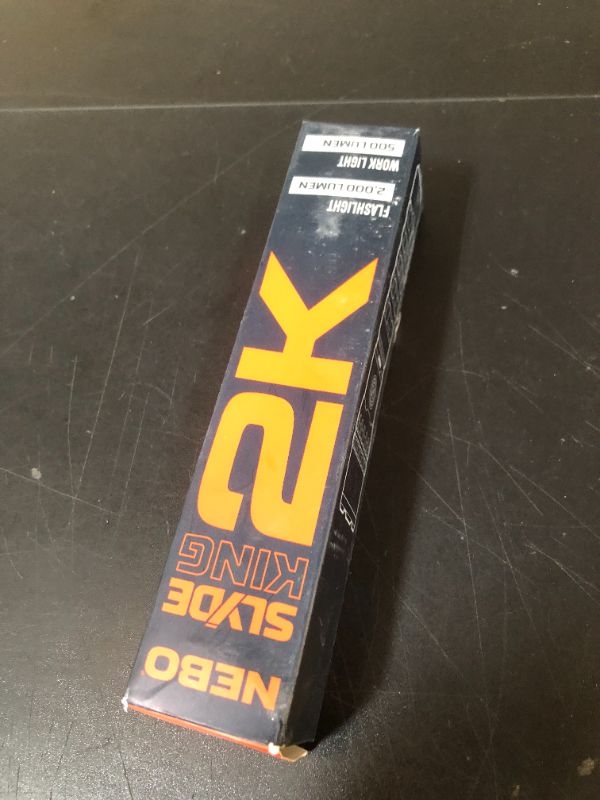 NEBO
SLYDE
KING
2K
FLASHLIGHT
2,000 LUMEN
WORK LIGHT
500 LUMEN